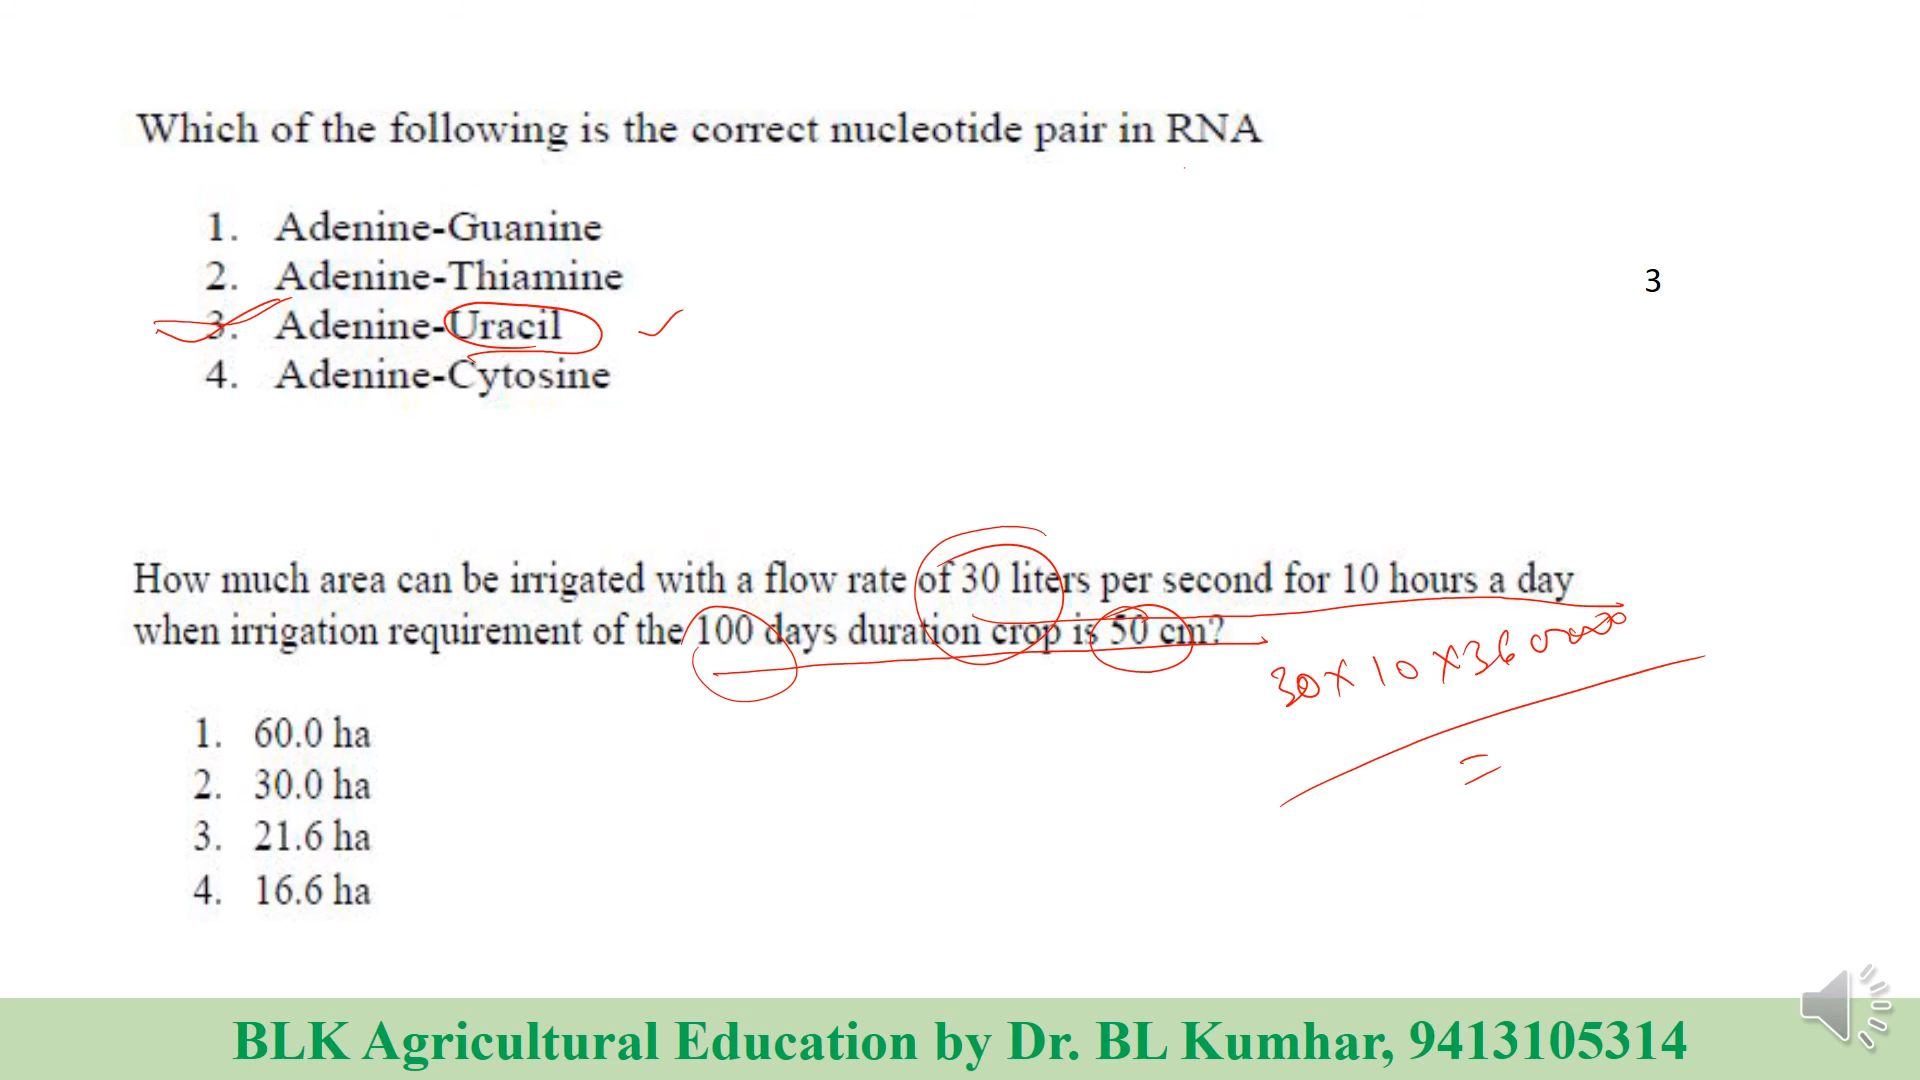 Which of the following is the correct nucleotide pair in RNA
1. Adenine-Guanine
2. Adenine-Thiamine
3. Adenine-Uracil
4. Adenine-Cytosine
3
How much area can be irrigated with a flow rate of 30 liters per second for 10 hours a day
when irrigation requirement of the 100 days duration crop is 50 cm?
30 x 10 x 36
=
1. 60.0 ha
2. 30.0 ha
3. 21.6 ha
4. 16.6 ha
BLK Agricultural Education by Dr. BL Kumhar, 9413105314